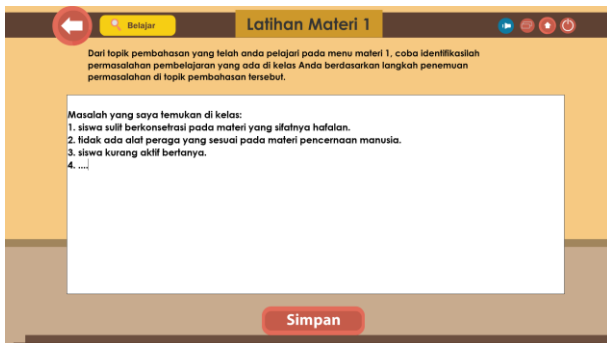 Belajar
Latihan Materi 1
Dari topik pembahasan yang telah anda pelajari pada menu materi 1, coba identifikasilah
permasalahan pembelajaran yang ada di kelas Anda berdasarkan langkah penemuan
permasalahan di topik pembahasan tersebut.
Masalah yang saya temukan di kelas:
1. siswa sulit berkonsetrasi pada materi yang sifatnya hafalan.
2. tidak ada alat peraga yang sesuai pada materi pencernaan manusia.
3. siswa kurang aktif bertanya.
4. ....
Simpan